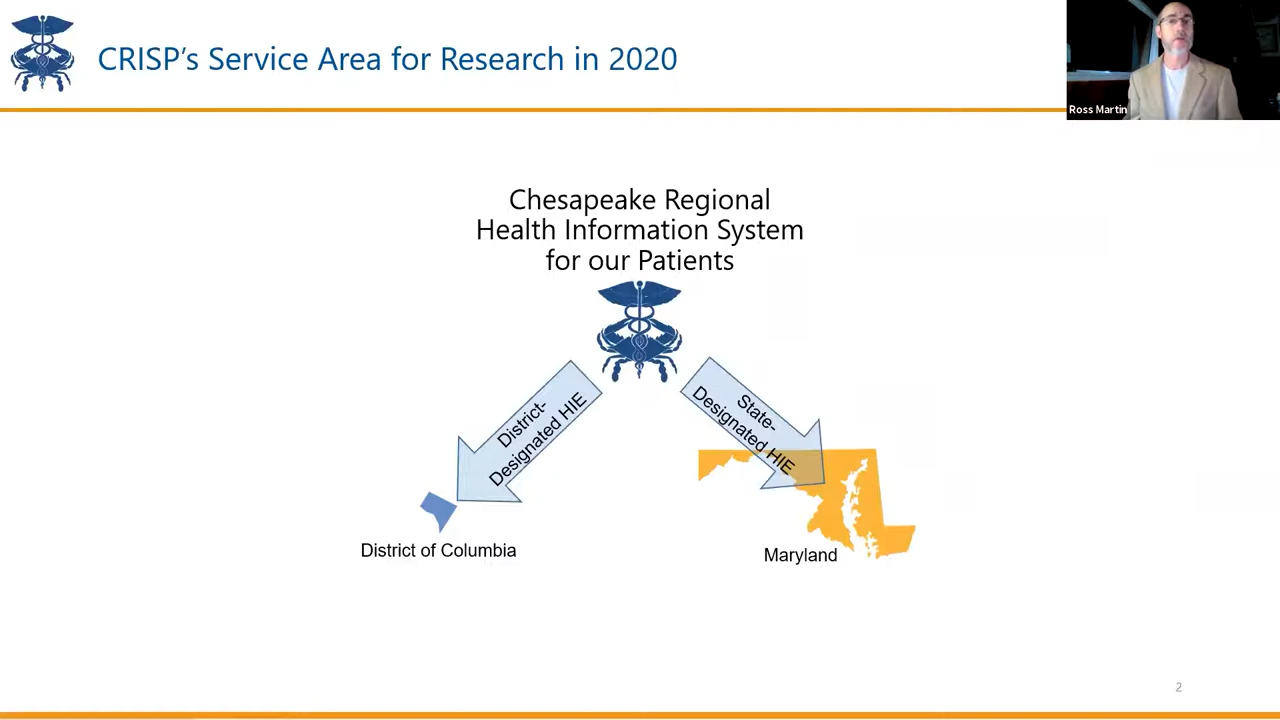 CRISP’s Service Area for Research in 2020
Ross Martin
Chesapeake Regional
Health Information System
for our Patients
District-
Designated HIE
State-
Designated HIE
District of Columbia
Maryland
2